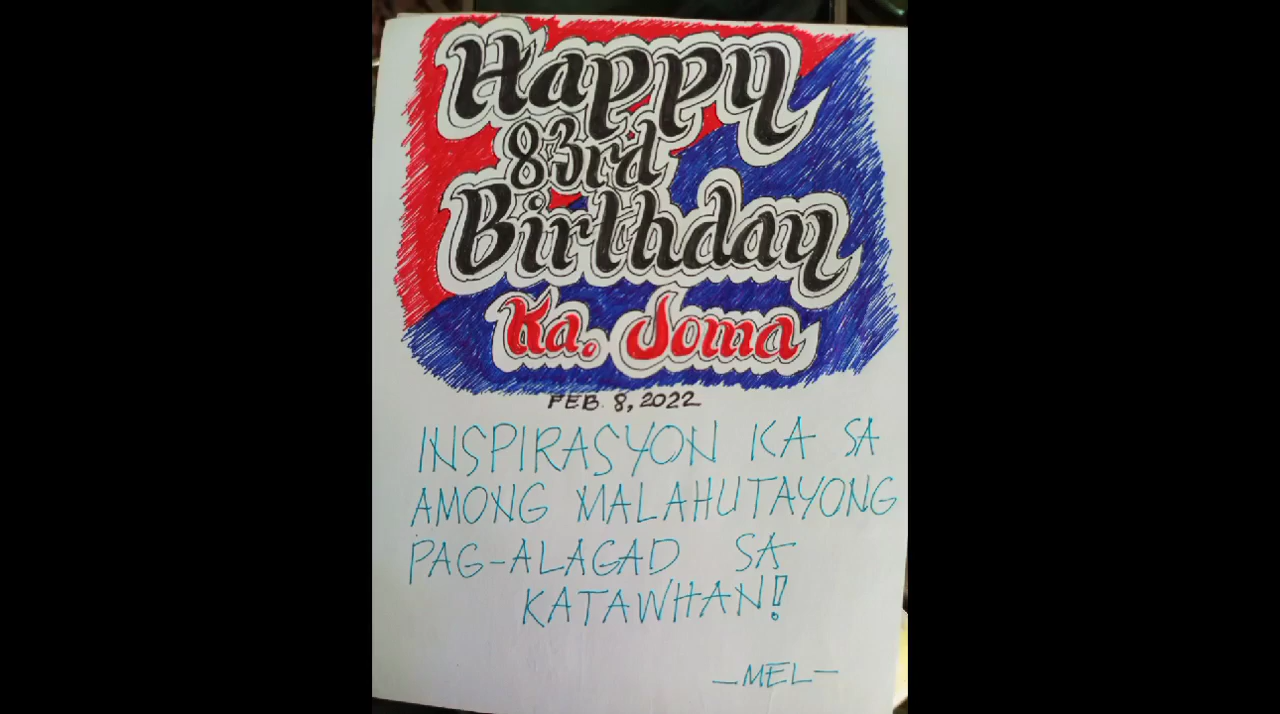 Happy
83rd
Birthday
Ka. Joma
FEB. 8, 2022
INSPIRASYON KA SA
AMONG MALAHUTAYONG
PAG-ALAGAD SA
KATAWHAN!
-MEL-